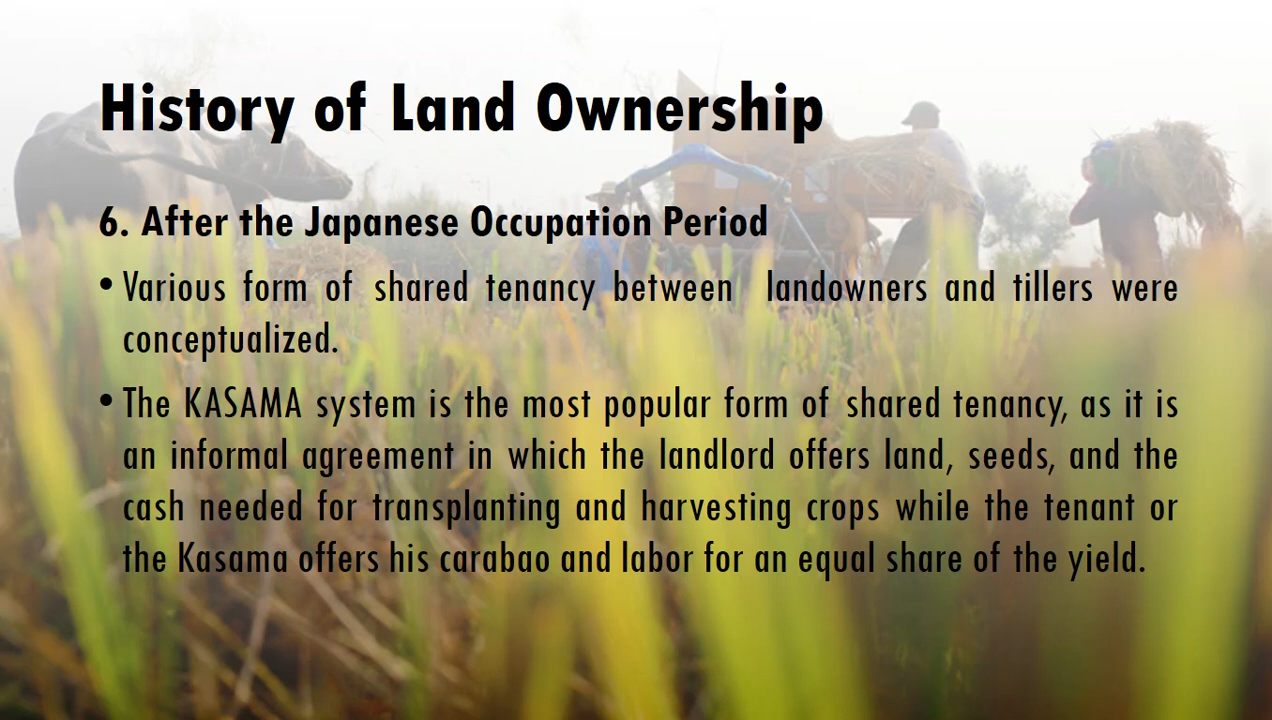 History of Land Ownership
6. After the Japanese Occupation Period
• Various form of shared tenancy between landowners and tillers were
conceptualized.
• The KASAMA system is the most popular form of shared tenancy, as it is
an informal agreement in which the landlord offers land, seeds, and the
cash needed for transplanting and harvesting crops while the tenant or
the Kasama offers his carabao and labor for an equal share of the yield.